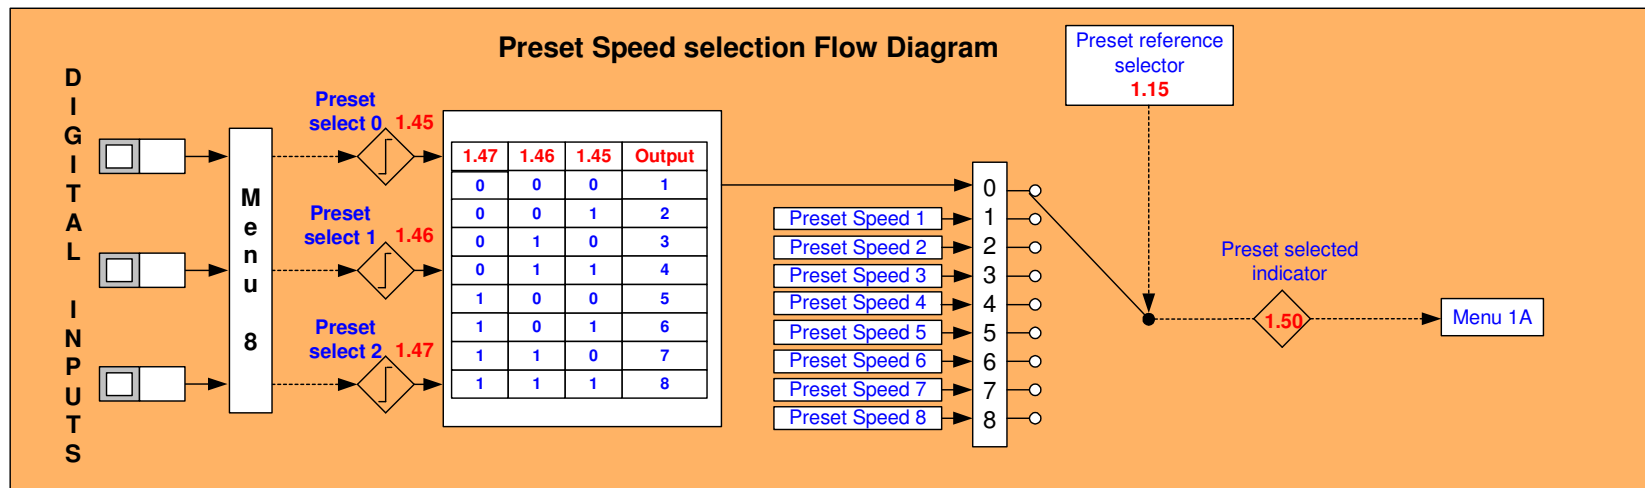 Preset Speed selection Flow Diagram
DIGITAL INPUTS
Menu 8
Preset
select 0 1.45
Preset
select 1 1.46
Preset
select 2 1.47
1.47 1.46 1.45 Output
0 0 0 1
0 0 1 2
0 1 0 3
0 1 1 4
1 0 0 5
1 0 1 6
1 1 0 7
1 1 1 8
Preset Speed 1
Preset Speed 2
Preset Speed 3
Preset Speed 4
Preset Speed 5
Preset Speed 6
Preset Speed 7
Preset Speed 8
0
1
2
3
4
5
6
7
8
Preset reference
selector
1.15
Preset selected
indicator
1.50
Menu 1A